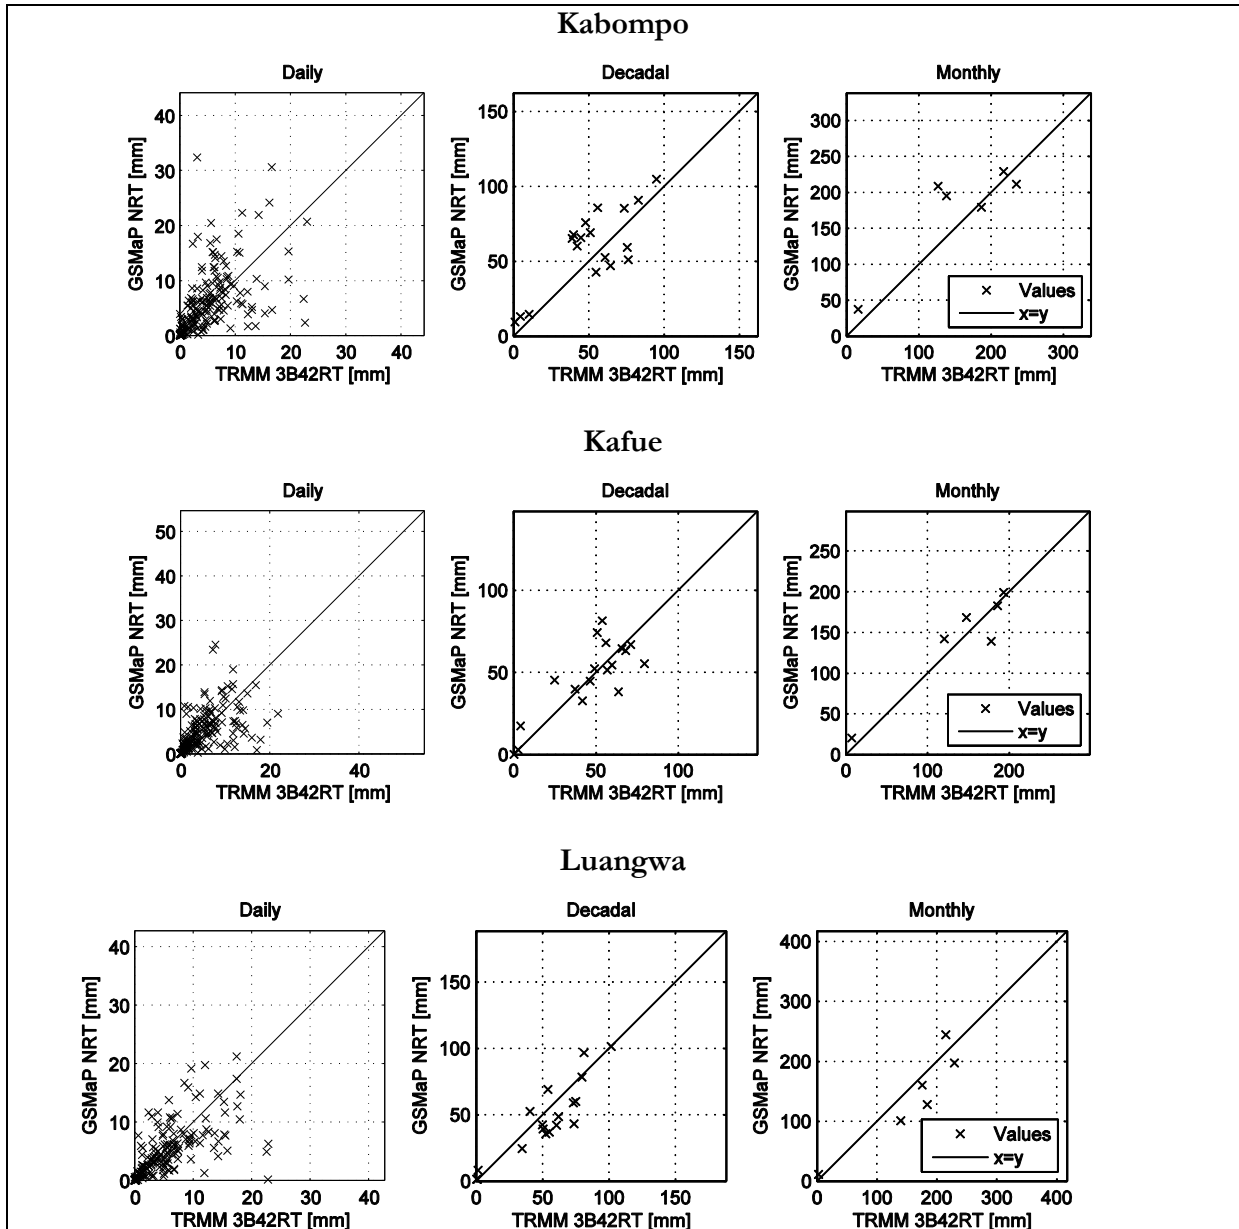 Kabompo
Daily
Decadal
Monthly
GSMaP NRT [mm]
40
30
20
10
0
0 10 20 30 40
TRMM 3B42RT [mm]
GSMaP NRT [mm]
150
100
50
0
0 50 100 150
TRMM 3B42RT [mm]
GSMaP NRT [mm]
300
250
200
150
100
50
0
0 100 200 300
TRMM 3B42RT [mm]
Values
x=y
Kafue
Daily
Decadal
Monthly
GSMaP NRT [mm]
50
40
30
20
10
0
0 20 40
TRMM 3B42RT [mm]
GSMaP NRT [mm]
100
50
0
0 50 100
TRMM 3B42RT [mm]
GSMaP NRT [mm]
250
200
150
100
50
0
0 100 200
TRMM 3B42RT [mm]
Values
x=y
Luangwa
Daily
Decadal
Monthly
GSMaP NRT [mm]
40
30
20
10
0
0 10 20 30 40
TRMM 3B42RT [mm]
GSMaP NRT [mm]
150
100
50
0
0 50 100 150
TRMM 3B42RT [mm]
GSMaP NRT [mm]
400
300
200
100
0
0 100 200 300 400
TRMM 3B42RT [mm]
Values
x=y